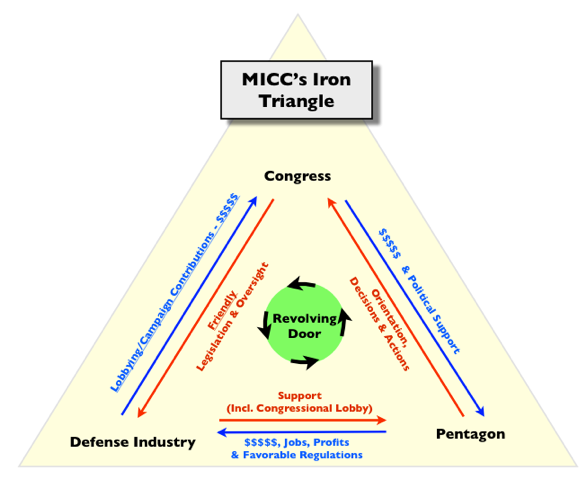 MICC's Iron
Triangle
Congress
Lobbying/Campaign Contributions - $$$$$
Friendly
Legislation & Oversight
$$$$$ & Political Support
Orientation,
Decisions & Actions
Revolving
Door
Support
(Incl. Congressional Lobby)
Defense Industry
Pentagon
$$$$$, Jobs, Profits
& Favorable Regulations